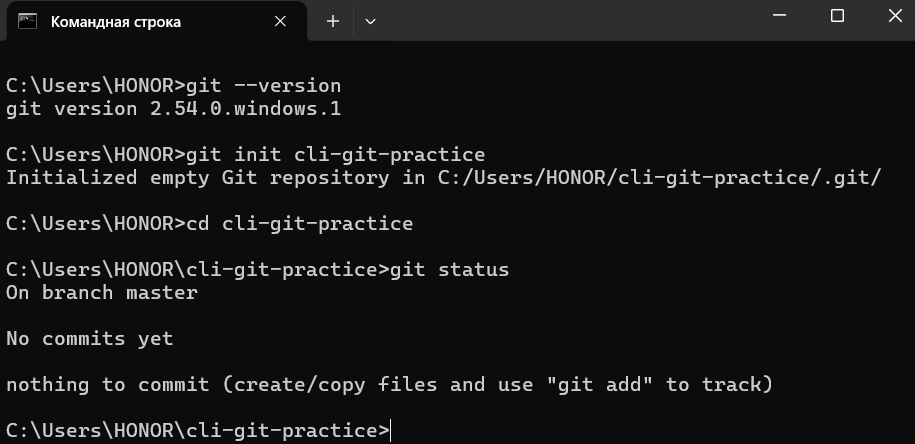 Командная строка
C:\Users\HONOR>git --version
git version 2.54.0.windows.1
C:\Users\HONOR>git init cli-git-practice
Initialized empty Git repository in C:/Users/HONOR/cli-git-practice/.git/
C:\Users\HONOR>cd cli-git-practice
C:\Users\HONOR\cli-git-practice>git status
On branch master
No commits yet
nothing to commit (create/copy files and use "git add" to track)
C:\Users\HONOR\cli-git-practice>